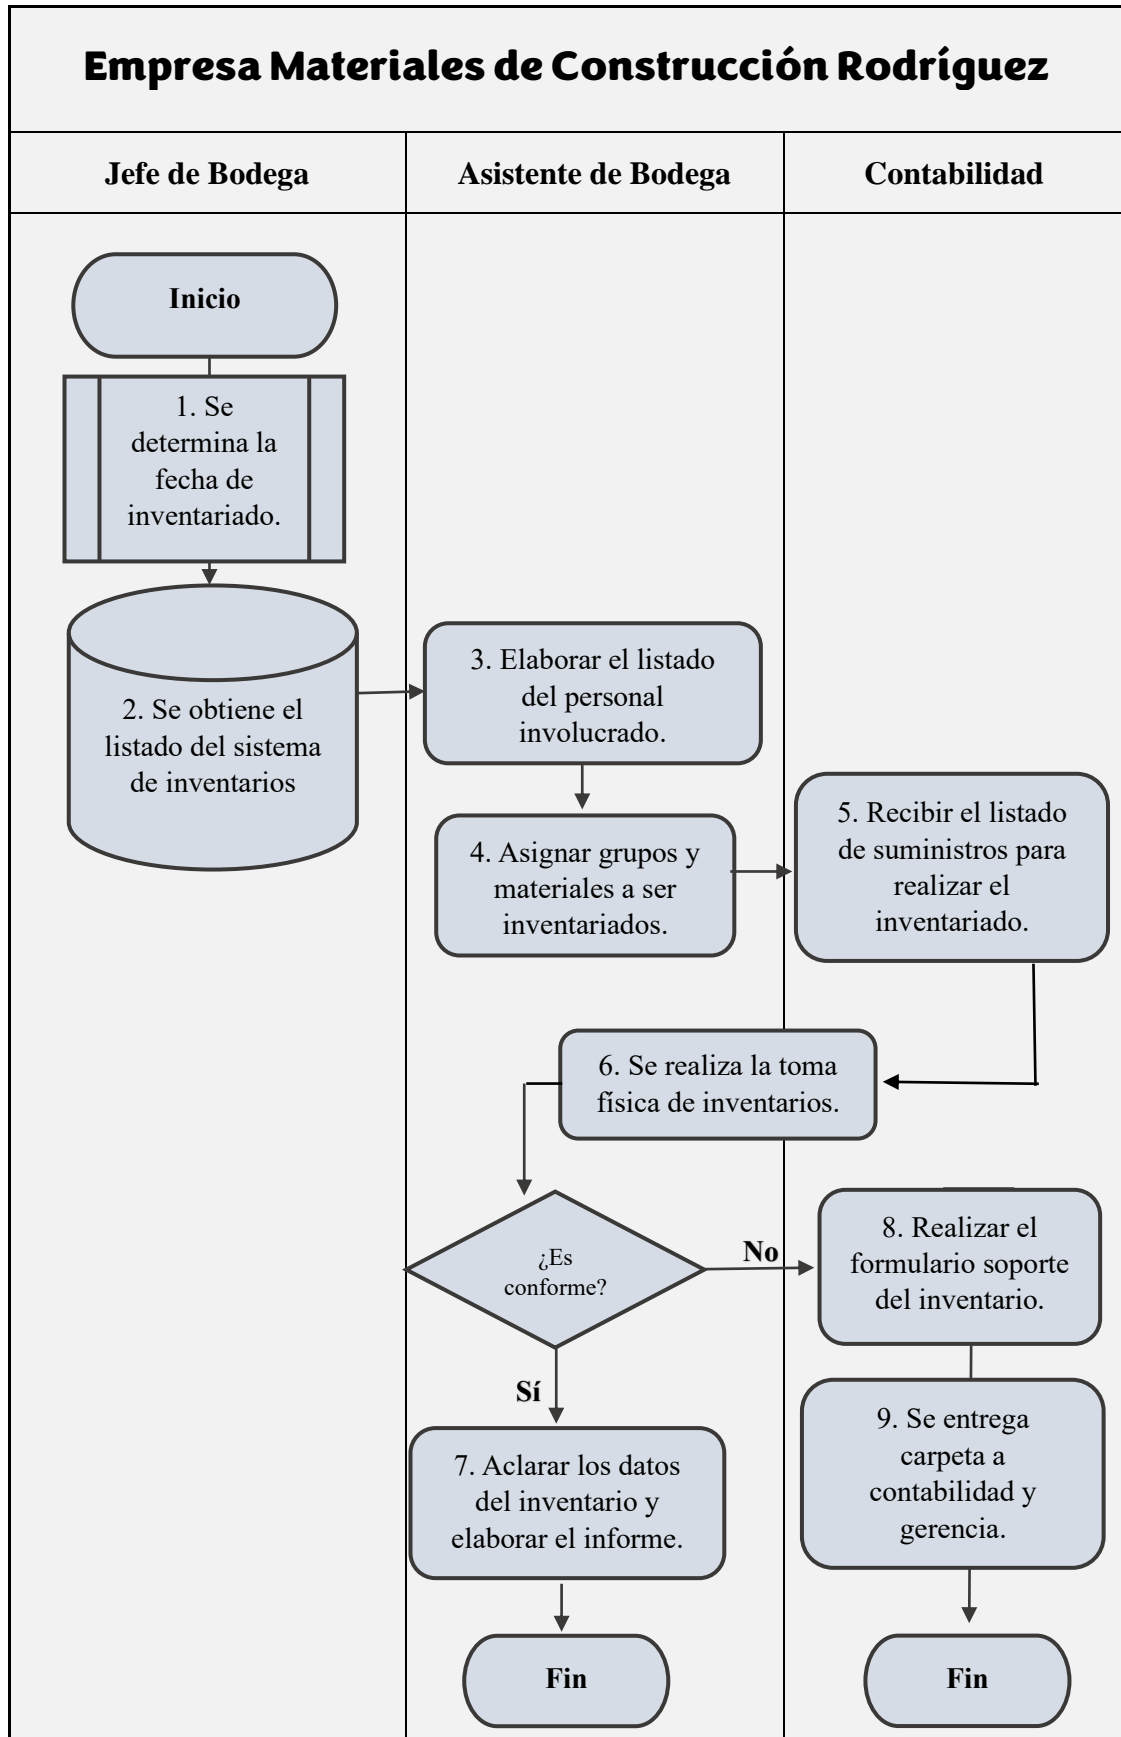 Empresa Materiales de Construcción Rodríguez
Jefe de Bodega
Asistente de Bodega
Contabilidad
Inicio
1. Se
determina la
fecha de
inventariado.
2. Se obtiene el
listado del sistema
de inventarios
3. Elaborar el listado
del personal
involucrado.
4. Asignar grupos y
materiales a ser
inventariados.
5. Recibir el listado
de suministros para
realizar el
inventariado.
6. Se realiza la toma
física de inventarios.
¿Es
conforme?
No
Sí
8. Realizar el
formulario soporte
del inventario.
7. Aclarar los datos
del inventario y
elaborar el informe.
9. Se entrega
carpeta a
contabilidad y
gerencia.
Fin
Fin